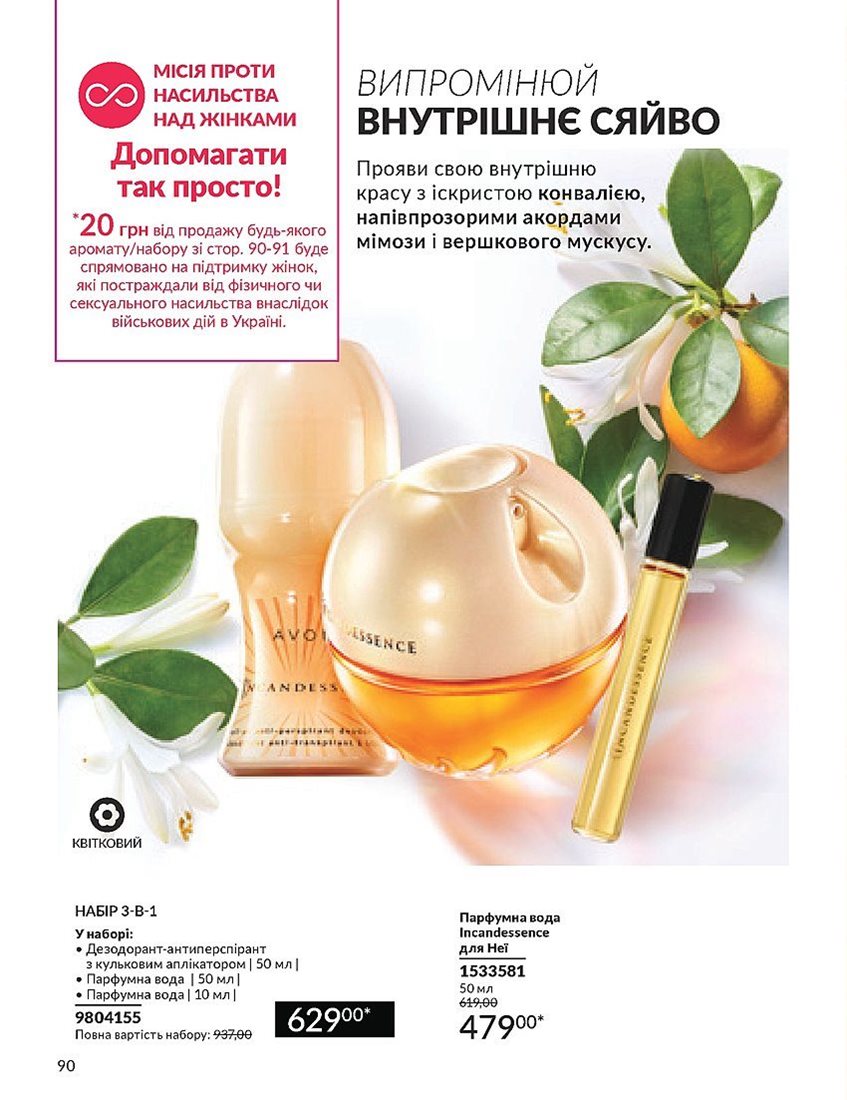 МІСІЯ ПРОТИ
НАСИЛЬСТВА
НАД ЖІНКАМИ
Допомагати
так просто!
*20 грн від продажу будь-якого
аромату/набору зі стор. 90-91 буде
спрямовано на підтримку жінок,
які постраждали від фізичного чи
сексуального насильства внаслідок
військових дій в Україні.
ВИПРОМІНЮЙ
ВНУТРІШНЄ СЯЙВО
Прояви свою внутрішню
красу з іскристою конвалією,
напівпрозорими акордами
мімози і вершкового мускусу.
AVON
INCANDESS
ESSENCE
INCANDESSENCE
КВІТКОВИЙ
НАБІР 3-В-1
У наборі:
• Дезодорант-антиперспірант
з кульковим аплікатором | 50 мл |
• Парфумна вода | 50 мл |
• Парфумна вода | 10 мл |
9804155
Повна вартість набору: 937,00
629⁰⁰*
Парфумна вода
Incandessence
для Неї
1533581
50 мл
619,00
479⁰⁰*
90